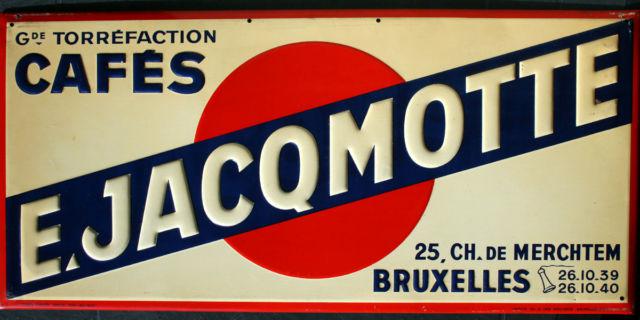 GDE TORRÉFACTION
CAFÉS
E. JACQMOTTE
25, CH. DE MERCHTEM
BRUXELLES 26.10.39
26.10.40